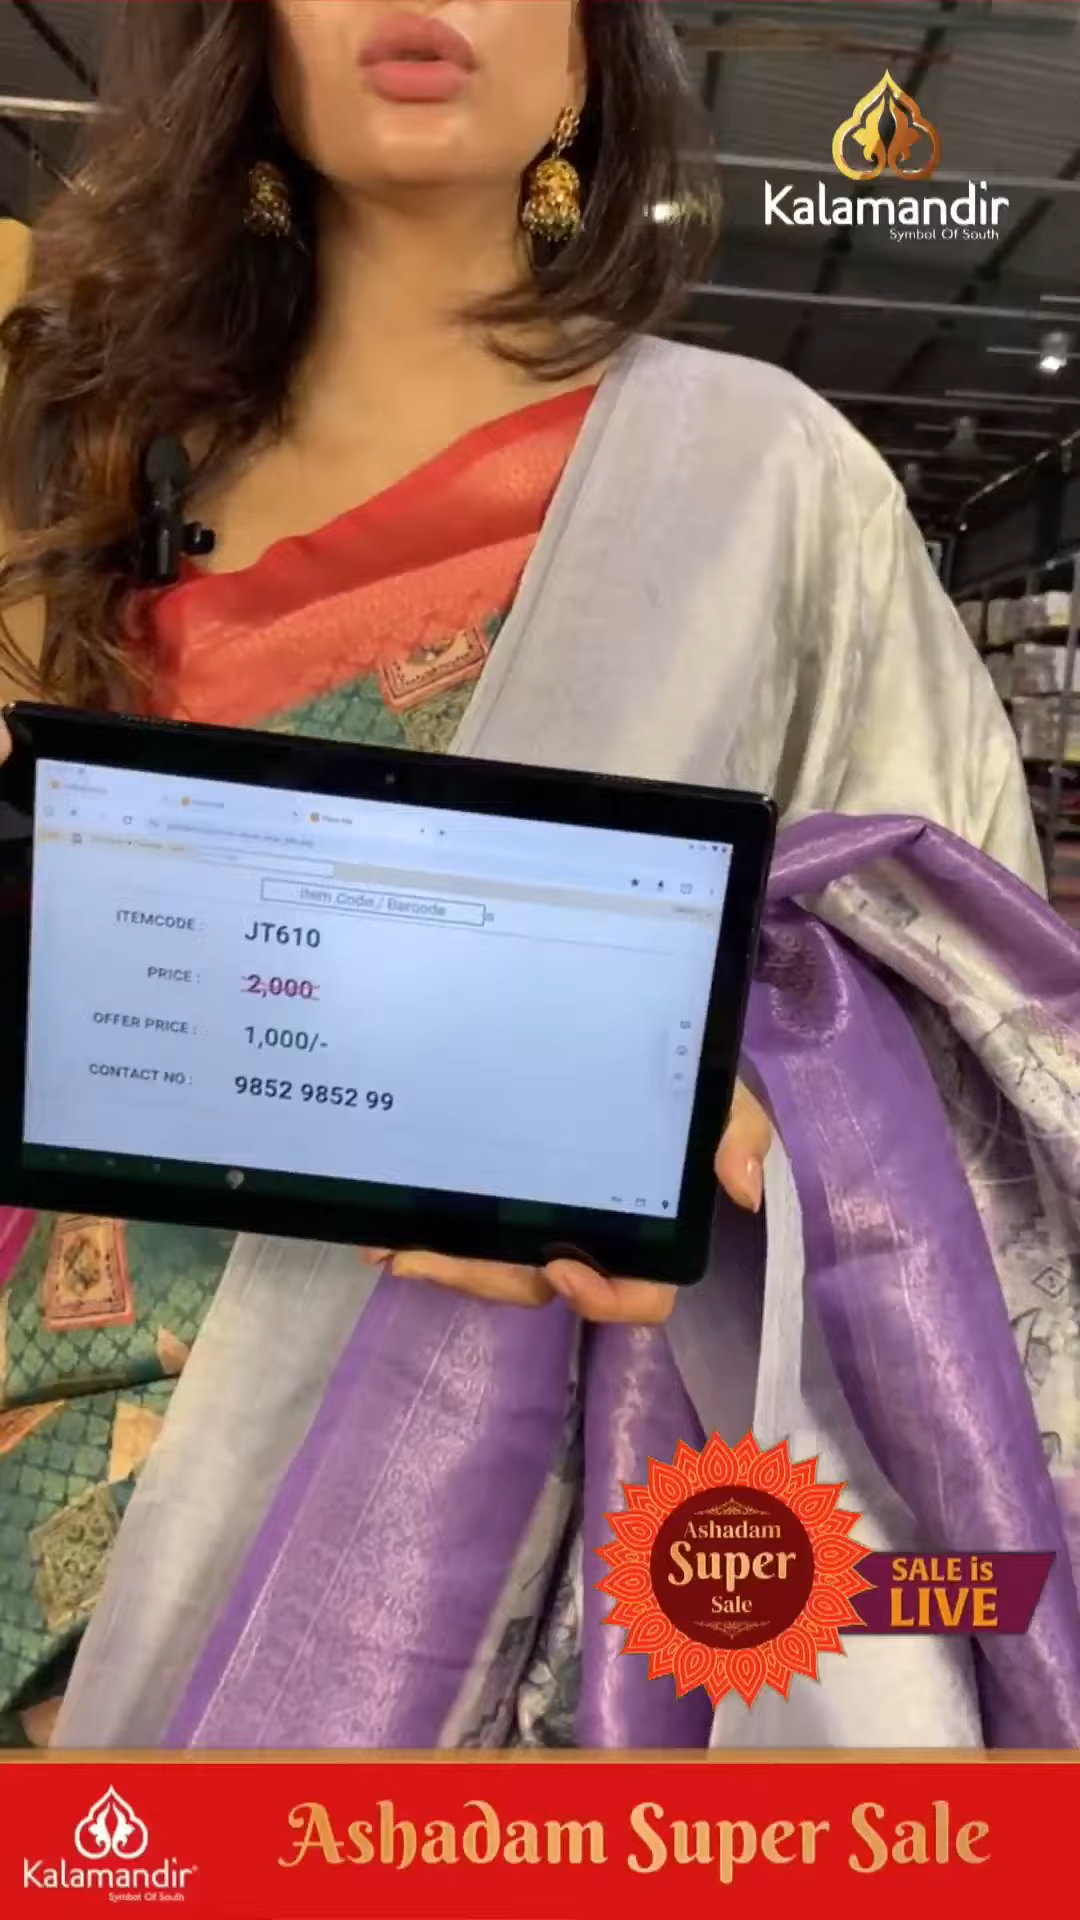 Kalamandir
Symbol Of South
Item Code / Barcode
ITEMCODE : JT610
PRICE : 2,000
OFFER PRICE : 1,000/-
CONTACT NO : 9852 9852 99
Ashadam
Super
Sale
SALE is
LIVE
Kalamandir
Symbol Of South
Ashadam Super Sale